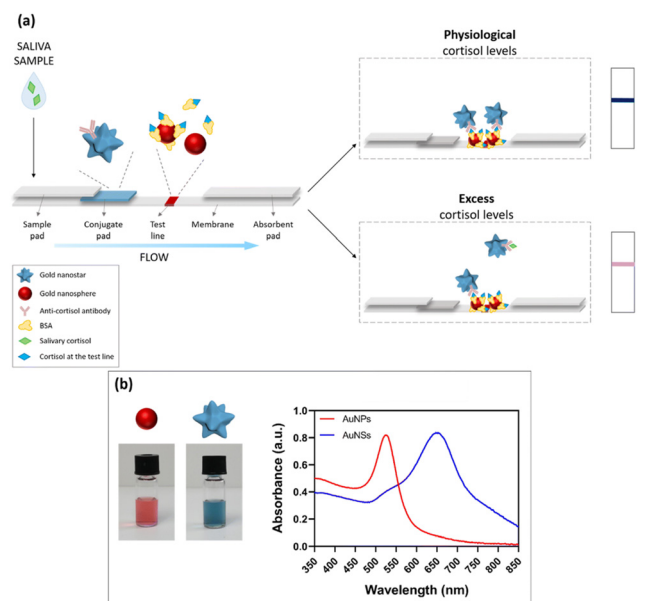 (a)
SALIVA
SAMPLE
Sample
pad
Conjugate
pad
Test
line
Membrane
Absorbent
pad
FLOW
Gold nanostar
Gold nanosphere
Anti-cortisol antibody
BSA
Salivary cortisol
Cortisol at the test line
Physiological
cortisol levels
Excess
cortisol levels
(b)
AuNPs
AuNSs
Absorbance (a.u.)
1.0
0.8
0.6
0.4
0.2
0.0
350
400
450
500
550
600
650
700
750
800
850
Wavelength (nm)